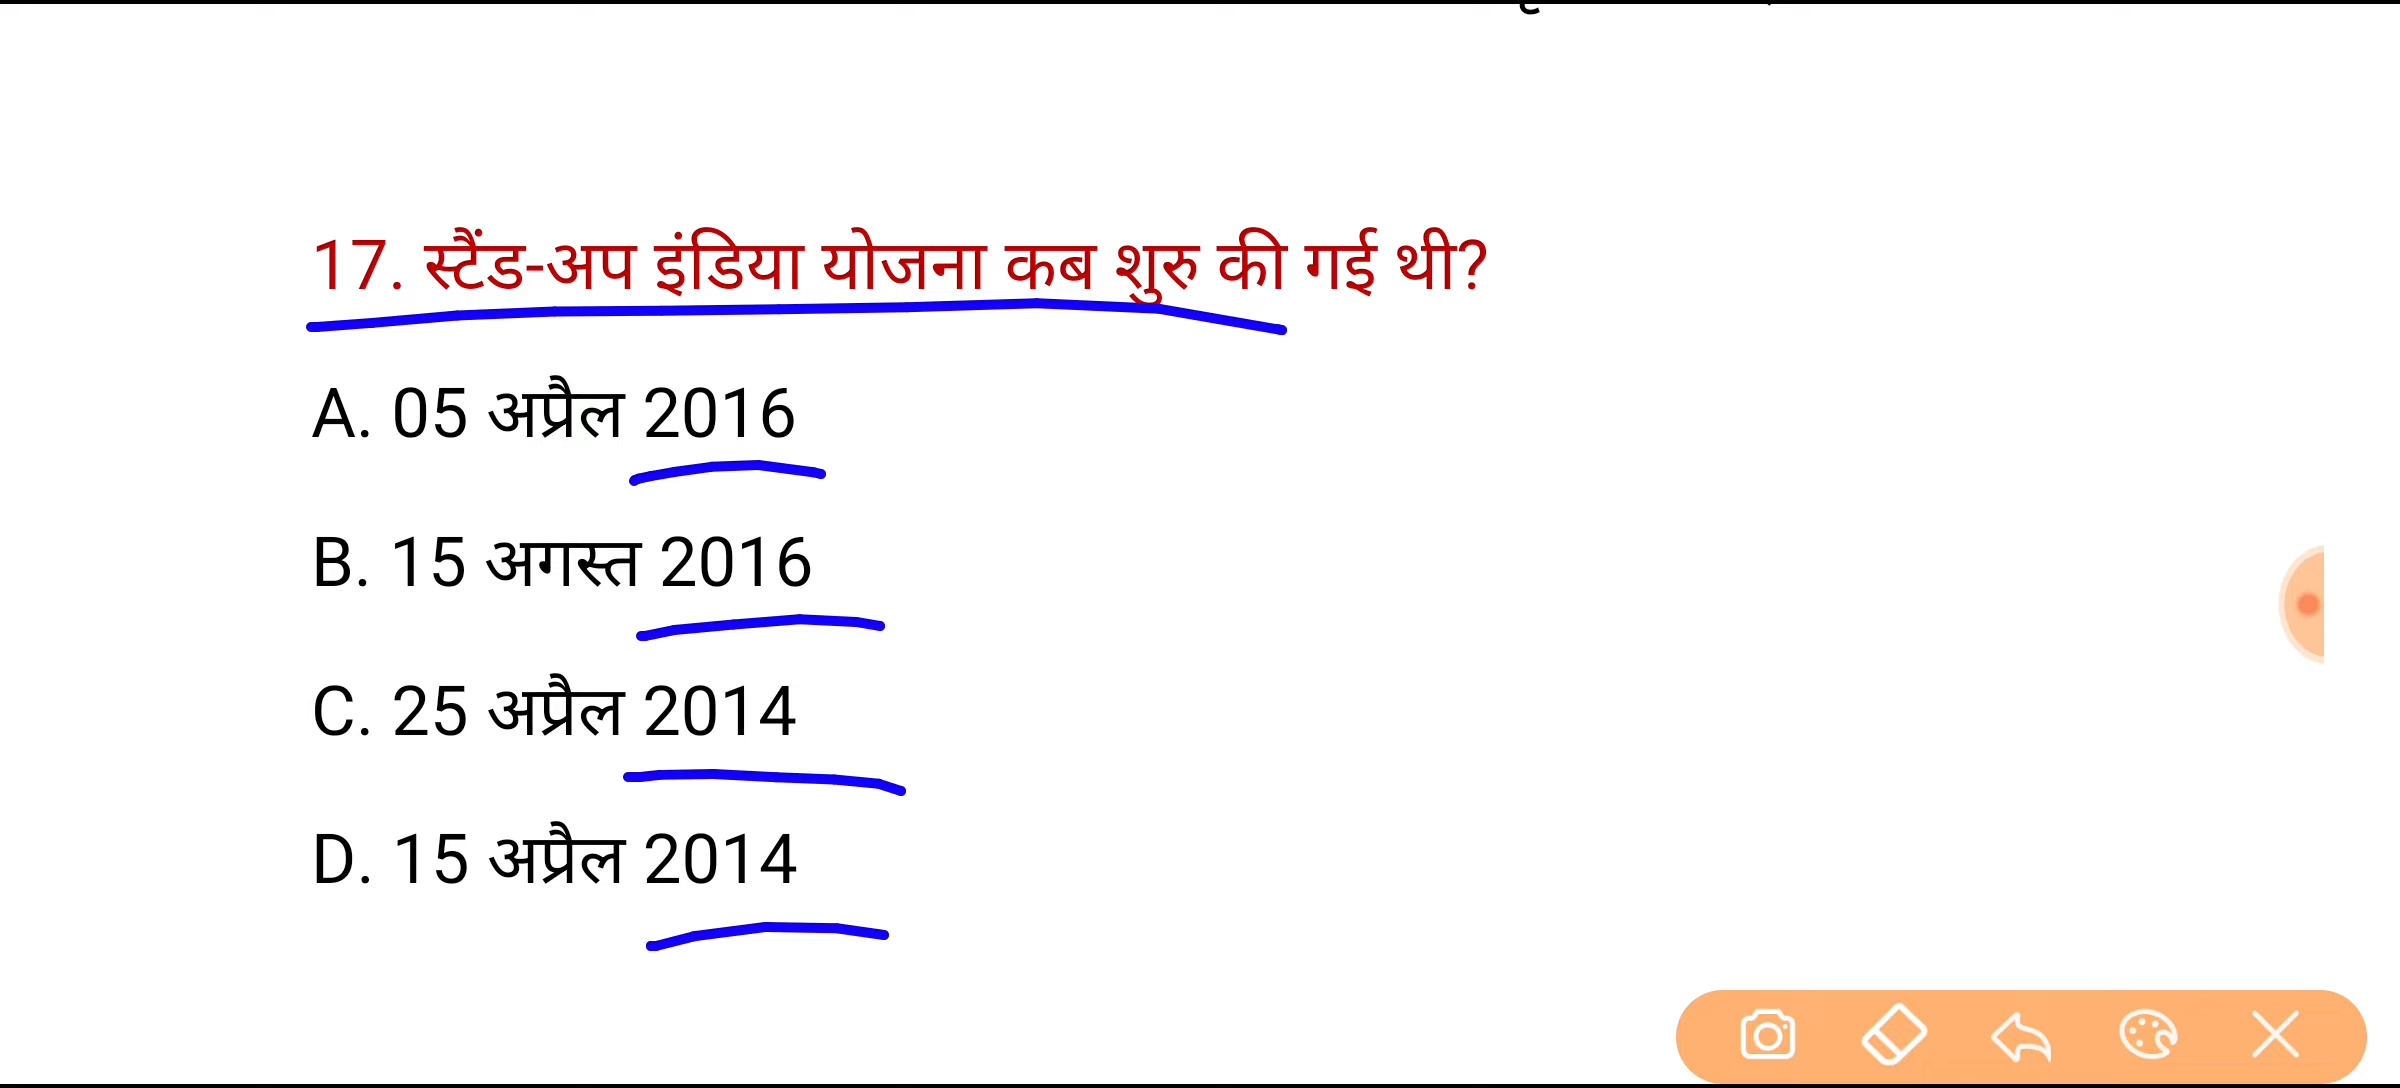 17. स्टैंड-अप इंडिया योजना कब शुरु की गई थी?
A. 05 अप्रैल 2016
B. 15 अगस्त 2016
C. 25 अप्रैल 2014
D. 15 अप्रैल 2014